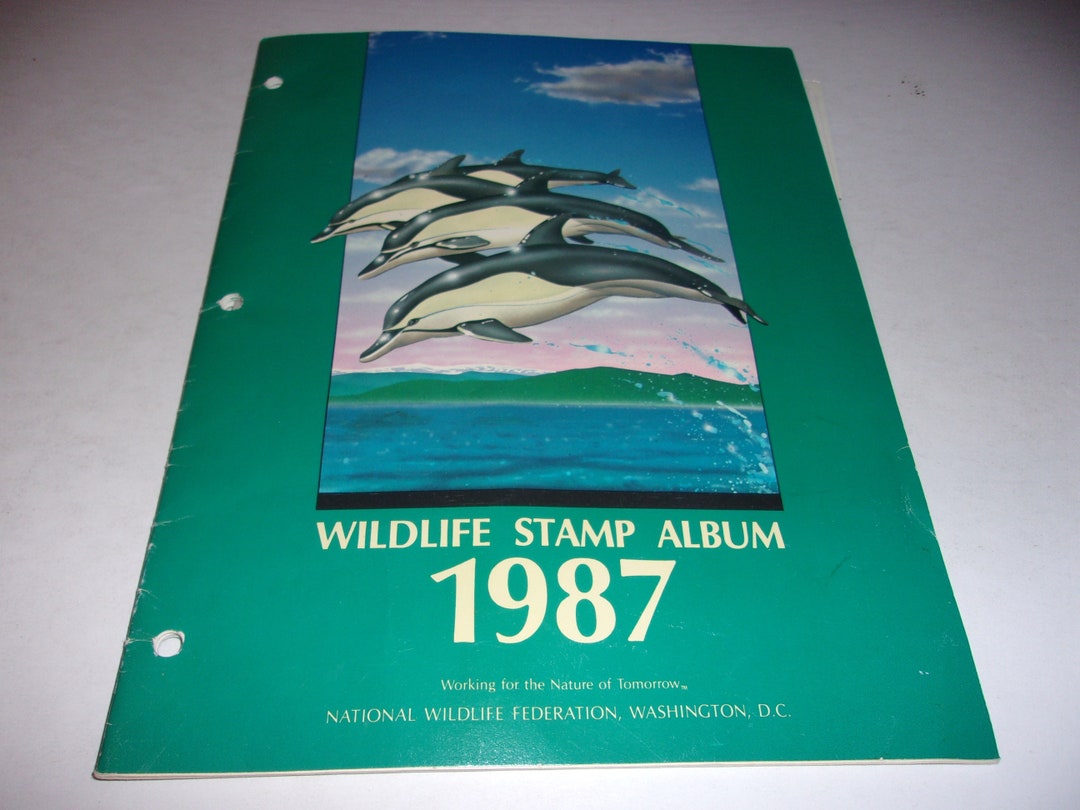 WILDLIFE STAMP ALBUM
1987
Working for the Nature of Tomorrow™
NATIONAL WILDLIFE FEDERATION, WASHINGTON, D.C.